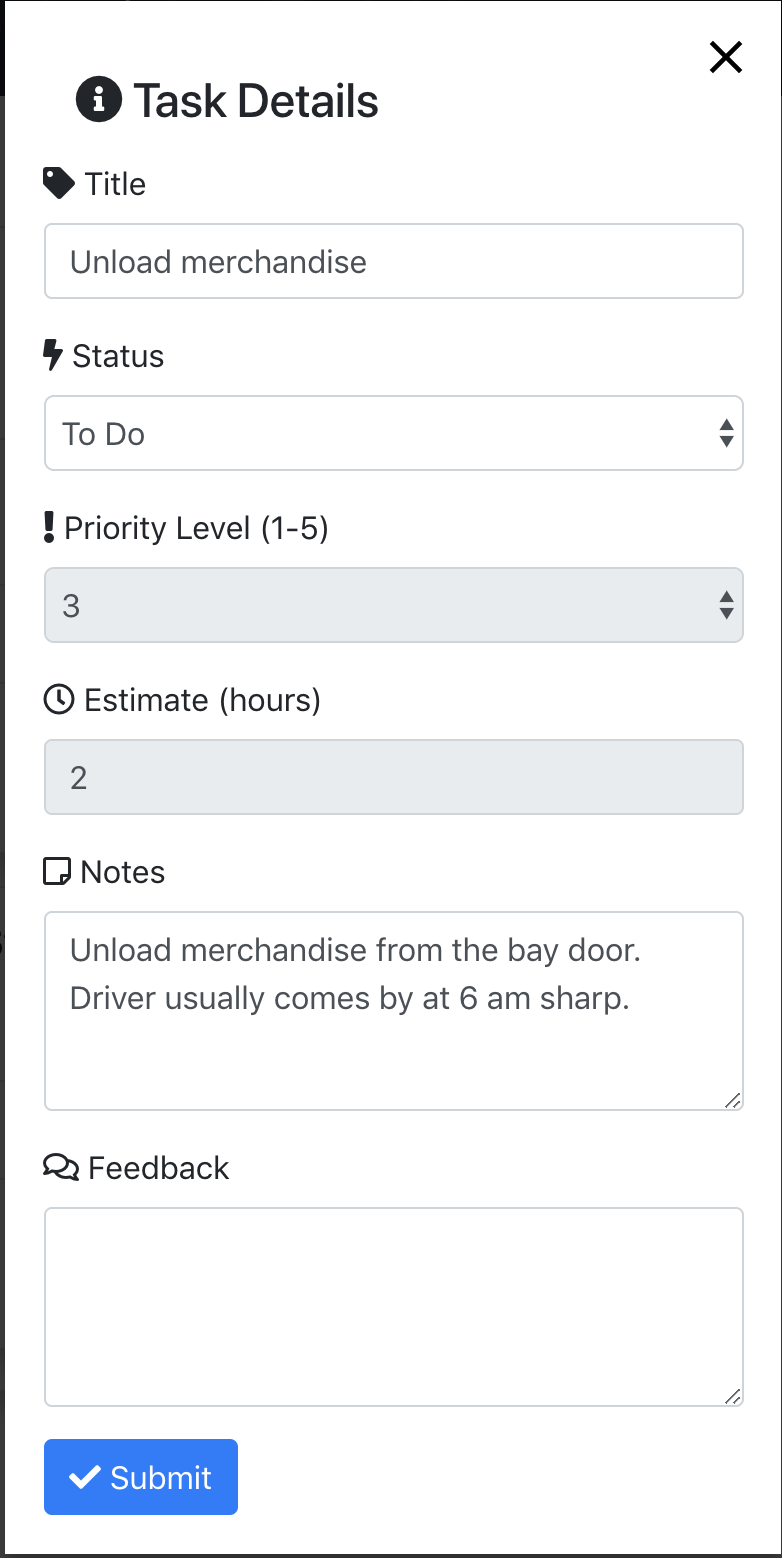 Task Details
Title
Unload merchandise
Status
To Do
Priority Level (1-5)
3
Estimate (hours)
2
Notes
Unload merchandise from the bay door.
Driver usually comes by at 6 am sharp.
Feedback
Submit